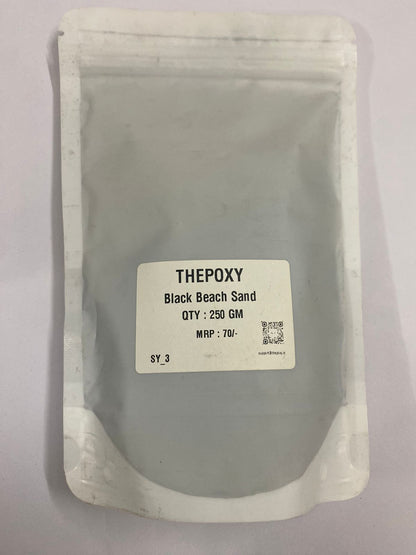 THEPOXY
Black Beach Sand
QTY : 250 GM
MRP : 70/-
SY_3